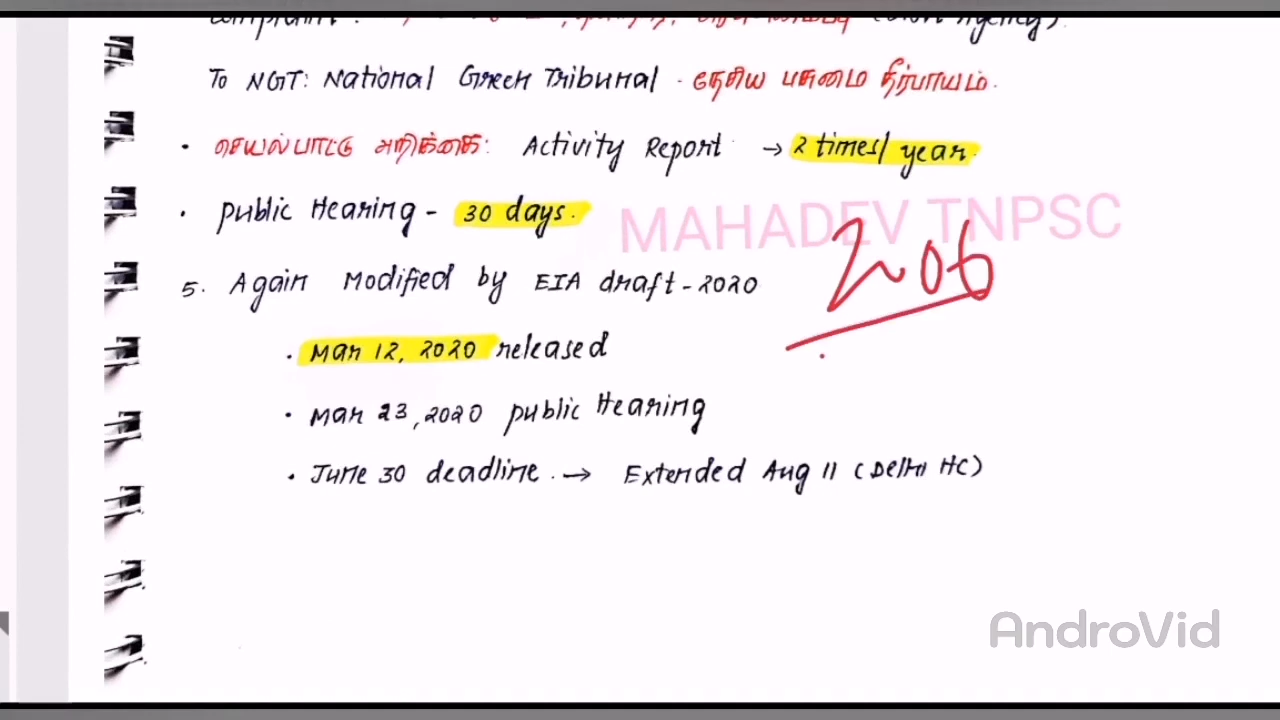 To NGT: National Green Tribunal - தேசிய பசுமை தீர்பாயம்.
• செயல்பாட்டு அறிக்கை: Activity Report → 2 times/year
• Public Hearing - 30 days.
MAHADEV TNPSC
2006
5. Again Modified by EIA draft-2020
• Mar 12, 2020 released
• Mar 23, 2020 public Hearing
• June 30 deadline. → Extended Aug 11 (Delhi HC)
AndroVid